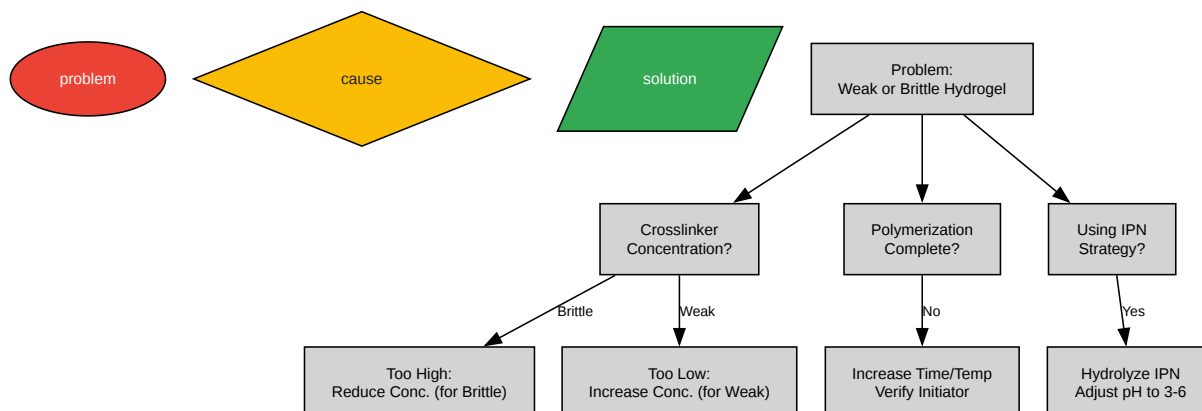 problem
cause
solution
Problem:
Weak or Brittle Hydrogel
Crosslinker
Concentration?
Polymerization
Complete?
Using IPN
Strategy?
Brittle
Weak
No
Yes
Too High:
Reduce Conc. (for Brittle)
Too Low:
Increase Conc. (for Weak)
Increase Time/Temp
Verify Initiator
Hydrolyze IPN
Adjust pH to 3-6